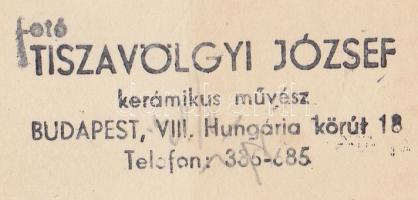 fotó
TISZAVÖLGYI JÓZSEF
kerámikus művész
BUDAPEST, VIII. Hungária körút 18
Telefon: 336-685